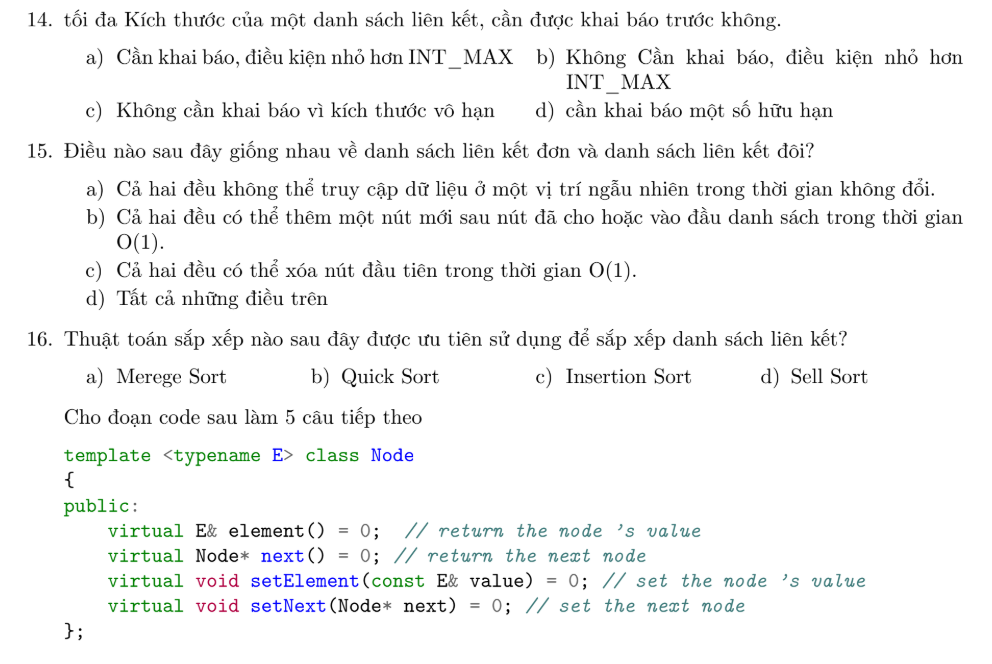 14. tối đa Kích thước của một danh sách liên kết, cần được khai báo trước không.
a) Cần khai báo, điều kiện nhỏ hơn INT_MAX
b) Không Cần khai báo, điều kiện nhỏ hơn
INT_MAX
c) Không cần khai báo vì kích thước vô hạn
d) cần khai báo một số hữu hạn
15. Điều nào sau đây giống nhau về danh sách liên kết đơn và danh sách liên kết đôi?
a) Cả hai đều không thể truy cập dữ liệu ở một vị trí ngẫu nhiên trong thời gian không đổi.
b) Cả hai đều có thể thêm một nút mới sau nút đã cho hoặc vào đầu danh sách trong thời gian
O(1).
c) Cả hai đều có thể xóa nút đầu tiên trong thời gian O(1).
d) Tất cả những điều trên
16. Thuật toán sắp xếp nào sau đây được ưu tiên sử dụng để sắp xếp danh sách liên kết?
a) Merege Sort b) Quick Sort c) Insertion Sort d) Sell Sort
Cho đoạn code sau làm 5 câu tiếp theo
template <typename E> class Node
{
public:
    virtual E& element() = 0;  // return the node 's value
    virtual Node* next() = 0; // return the next node
    virtual void setElement(const E& value) = 0; // set the node 's value
    virtual void setNext(Node* next) = 0; // set the next node
};